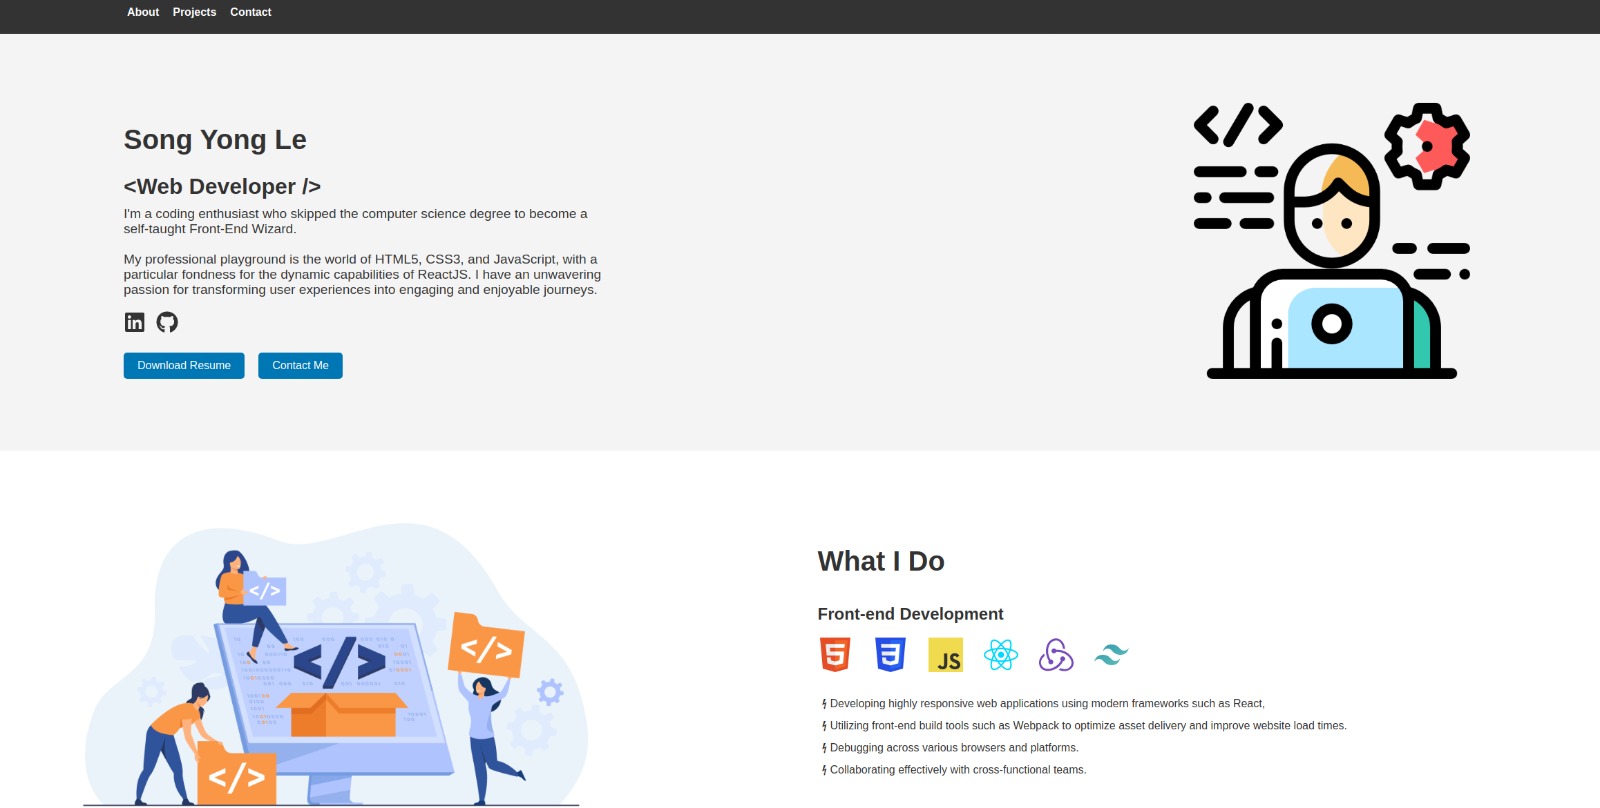 About Projects Contact
Song Yong Le
<Web Developer />
I'm a coding enthusiast who skipped the computer science degree to become a
self-taught Front-End Wizard.
My professional playground is the world of HTML5, CSS3, and JavaScript, with a
particular fondness for the dynamic capabilities of ReactJS. I have an unwavering
passion for transforming user experiences into engaging and enjoyable journeys.
in
Download Resume Contact Me
</>
</>
</>
</>
</>
What I Do
Front-end Development
5 3 JS
Developing highly responsive web applications using modern frameworks such as React,
Utilizing front-end build tools such as Webpack to optimize asset delivery and improve website load times.
Debugging across various browsers and platforms.
Collaborating effectively with cross-functional teams.